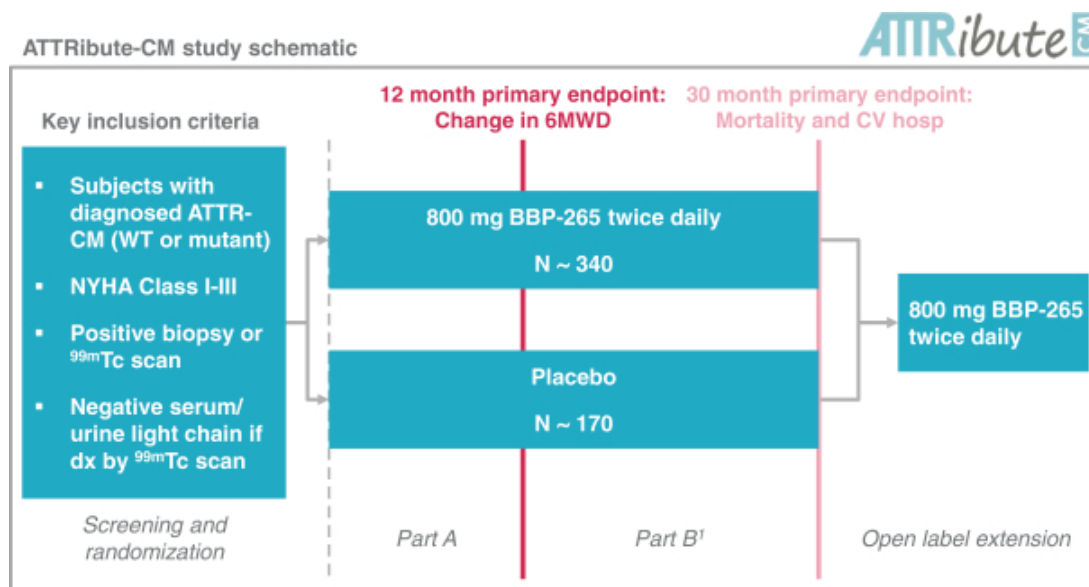 ATTRibute-CM study schematic
ATTRibute CM
12 month primary endpoint:
Change in 6MWD
30 month primary endpoint:
Mortality and CV hosp
Key inclusion criteria
▪ Subjects with
diagnosed ATTR-
CM (WT or mutant)
▪ NYHA Class I-III
▪ Positive biopsy or
⁹⁹ᵐTc scan
▪ Negative serum/
urine light chain if
dx by ⁹⁹ᵐTc scan
800 mg BBP-265 twice daily
N ~ 340
Placebo
N ~ 170
800 mg BBP-265
twice daily
Screening and
randomization
Part A
Part B¹
Open label extension